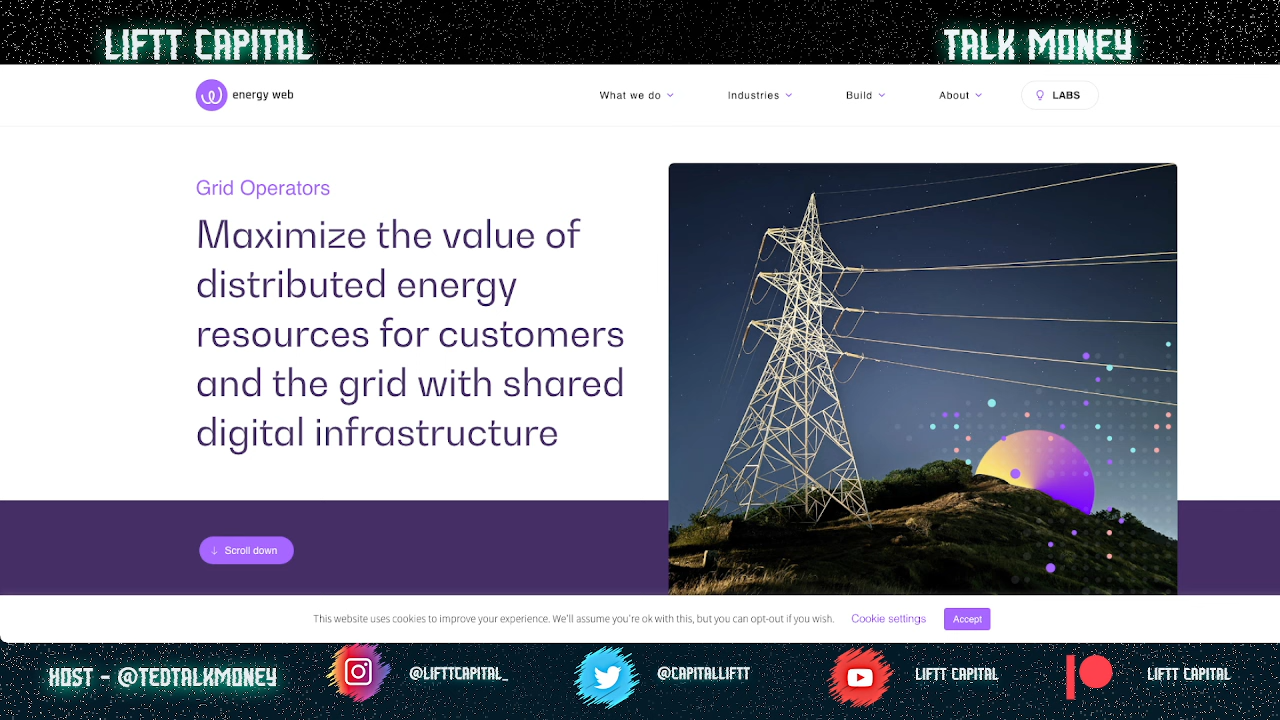 LIFTT CAPITAL
TALK MONEY
energy web
What we do
Industries
Build
About
LABS
Grid Operators
Maximize the value of
distributed energy
resources for customers
and the grid with shared
digital infrastructure
Scroll down
This website uses cookies to improve your experience. We'll assume you're ok with this, but you can opt-out if you wish.
Cookie settings
Accept
HOST - @TEDTALKMONEY
@LIFTTCAPITAL_
@CAPITALLIFTT
LIFTT CAPITAL
LIFTT CAPITAL